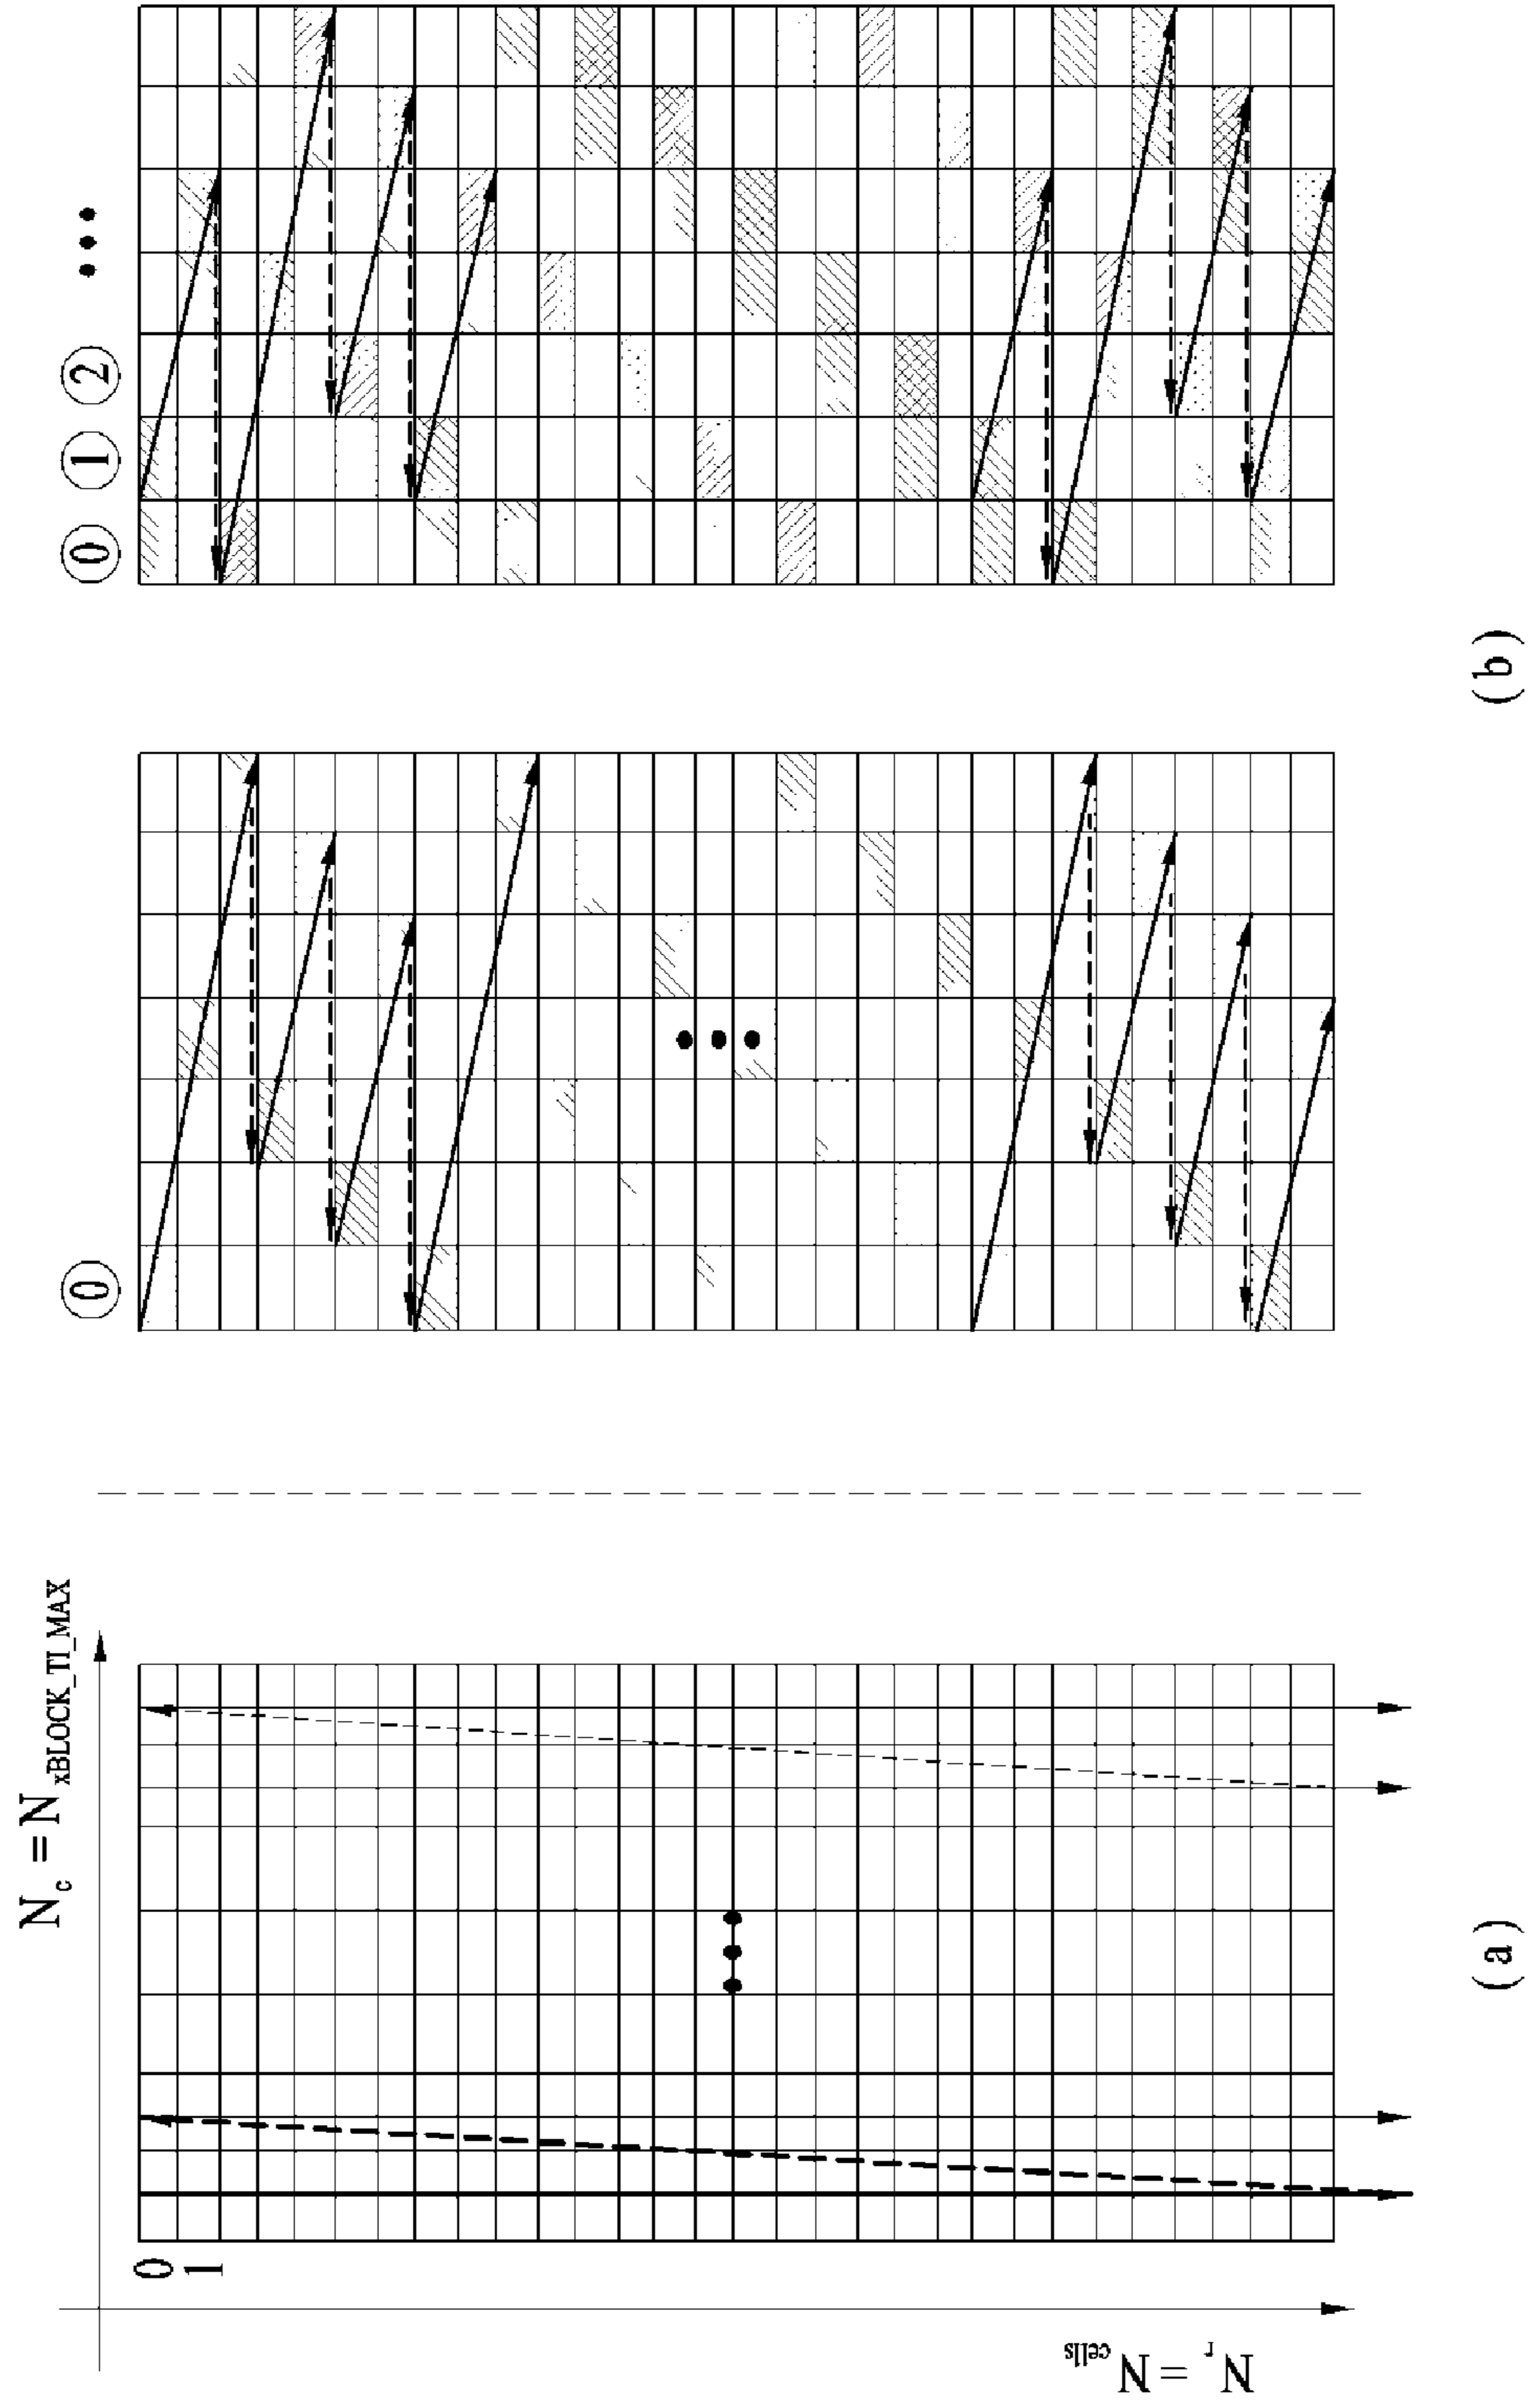 N_c = N_xBLOCK_TI_MAX
0
1
N_r = N_cells
(a)
⓪
⓪ ① ② •••
(b)